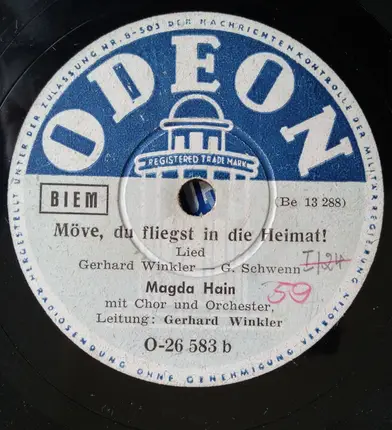 HERGESTELLT UNTER DER ZULASSUNG NR. B-503 DER NACHRICHTENKONTROLLE DER MILITÄRREGIERUNG
ODEON
REGISTERED TRADE MARK
BIEM
(Be 13 288)
Möve, du fliegst in die Heimat!
Lied
Gerhard Winkler — G. Schwenn I/24
Magda Hain 59
mit Chor und Orchester,
Leitung: Gerhard Winkler
O-26 583 b
RADIOSENDUNG OHNE GENEHMIGUNG VERBOTEN